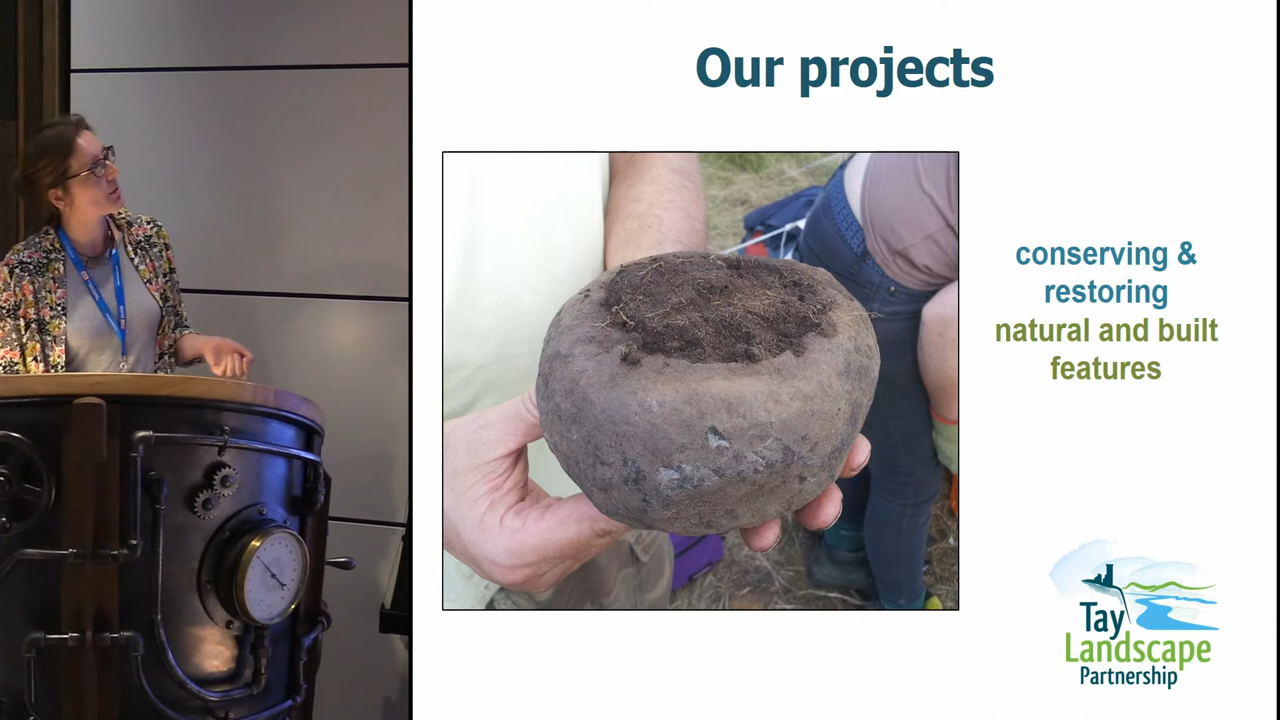 Our projects
conserving &
restoring
natural and built
features
Tay
Landscape
Partnership